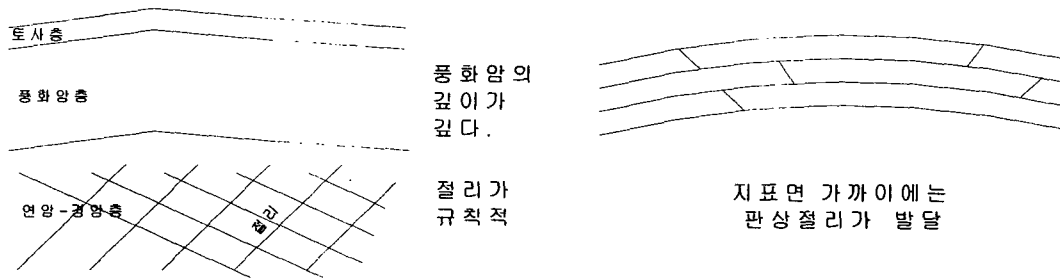 토사층
풍화암층
풍화암의
깊이가
깊다.
절리가
규칙적
연암-경암층
절리
지표면 가까이에는
판상절리가 발달